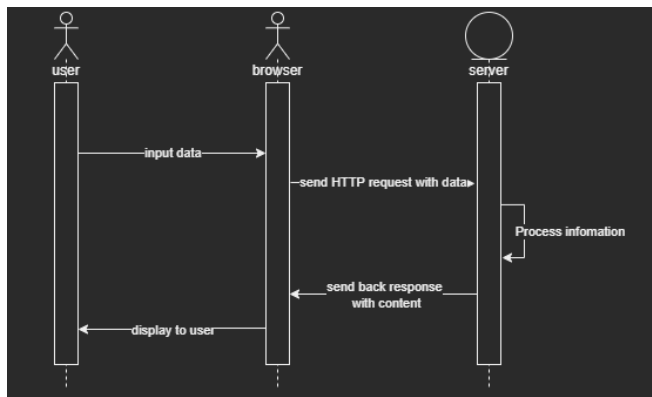 user
browser
server
input data
send HTTP request with data
Process infomation
send back response
with content
display to user